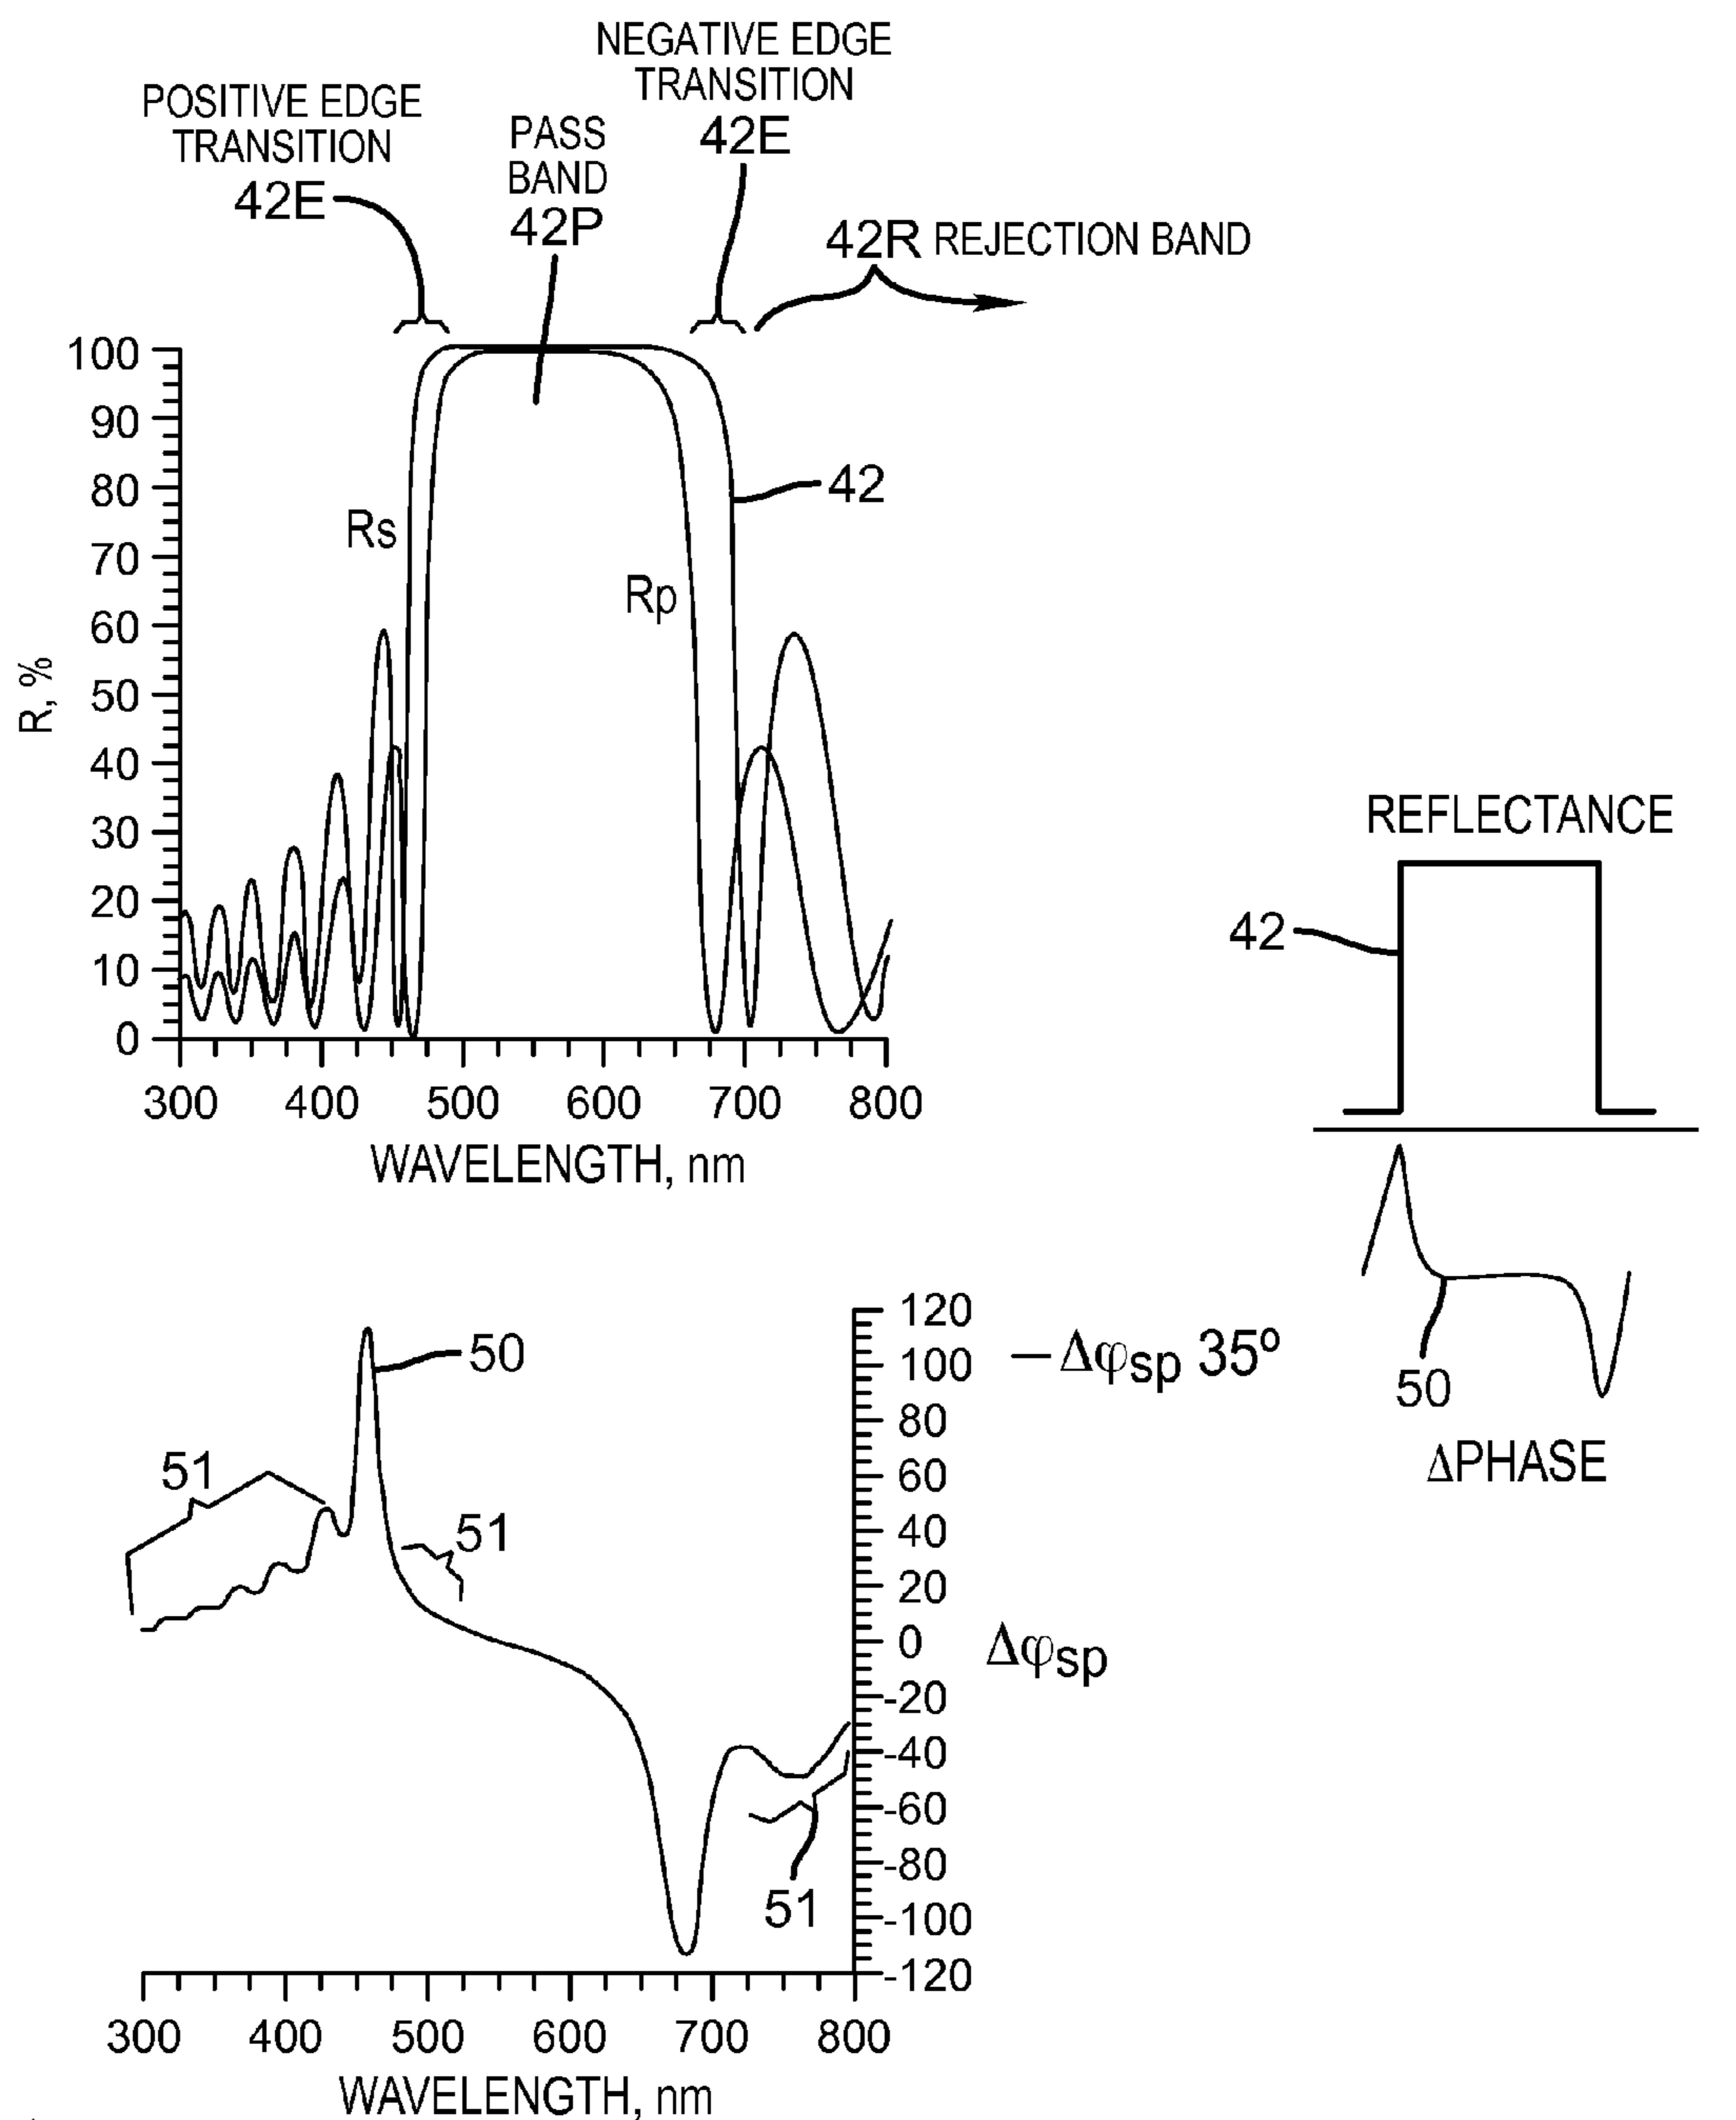 NEGATIVE EDGE
TRANSITION
42E
POSITIVE EDGE
TRANSITION
42E
PASS
BAND
42P
42R REJECTION BAND
100
90
80
70
60
50
40
30
20
10
0
R, %
Rs
Rp
42
300 400 500 600 700 800
WAVELENGTH, nm
REFLECTANCE
42
50
ΔPHASE
120
100
80
60
40
20
0
-20
-40
-60
-80
-100
-120
— Δφsp 35º
Δφsp
50
51
51
51
300 400 500 600 700 800
WAVELENGTH, nm